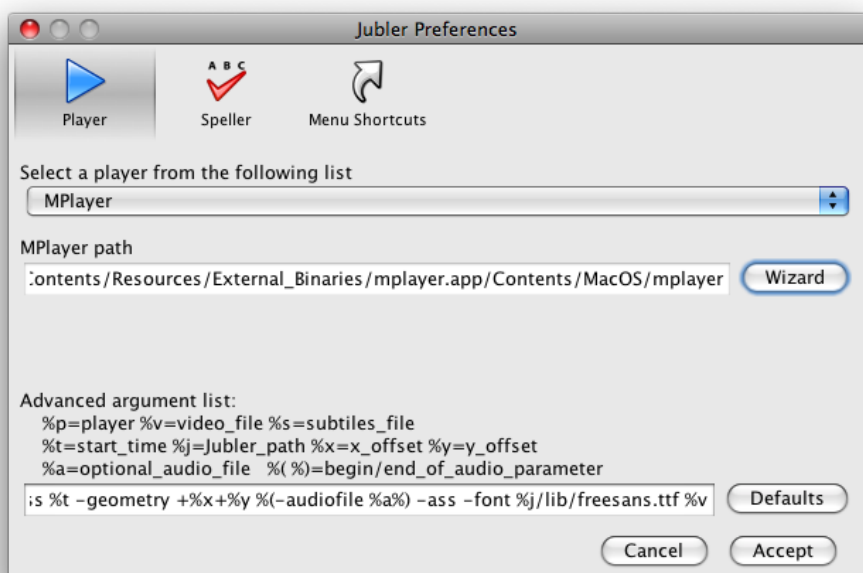 Jubler Preferences
A B C
Player Speller Menu Shortcuts
Select a player from the following list
MPlayer
MPlayer path
Contents/Resources/External_Binaries/mplayer.app/Contents/MacOS/mplayer Wizard
Advanced argument list:
%p=player %v=video_file %s=subtiles_file
%t=start_time %j=Jubler_path %x=x_offset %y=y_offset
%a=optional_audio_file %( %)=begin/end_of_audio_parameter
ss %t -geometry +%x+%y %(-audiofile %a%) -ass -font %j/lib/freesans.ttf %v Defaults
Cancel Accept